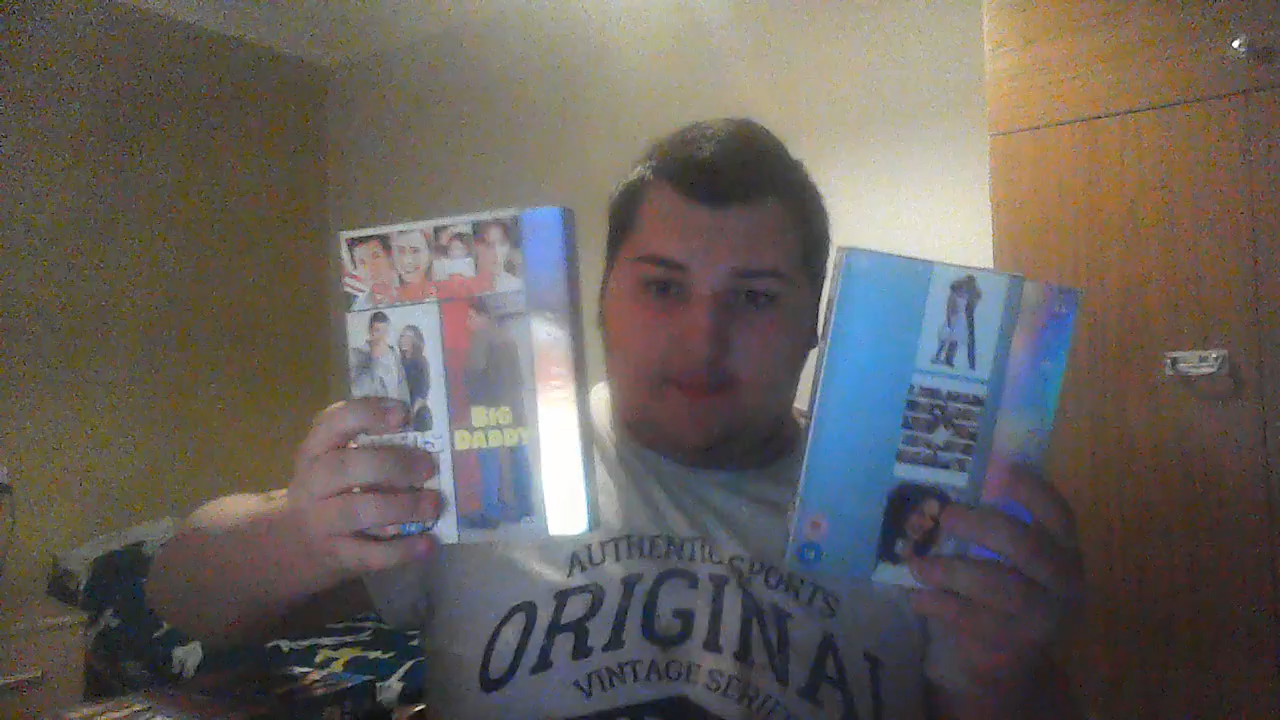 BIG
DADDY
AUTHENTIC SPORTS
ORIGINAL
VINTAGE SERIES